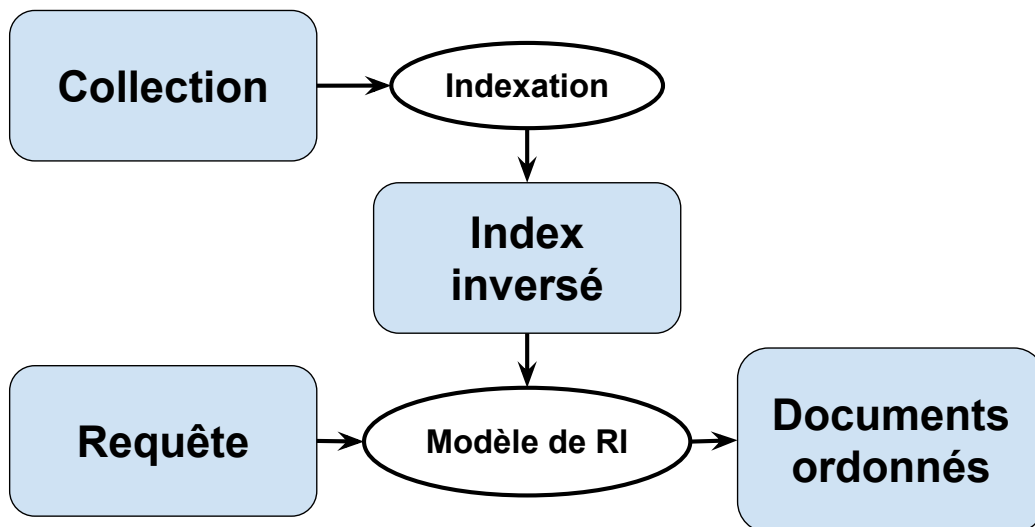 Collection
Indexation
Index
inversé
Requête
Modèle de RI
Documents
ordonnés